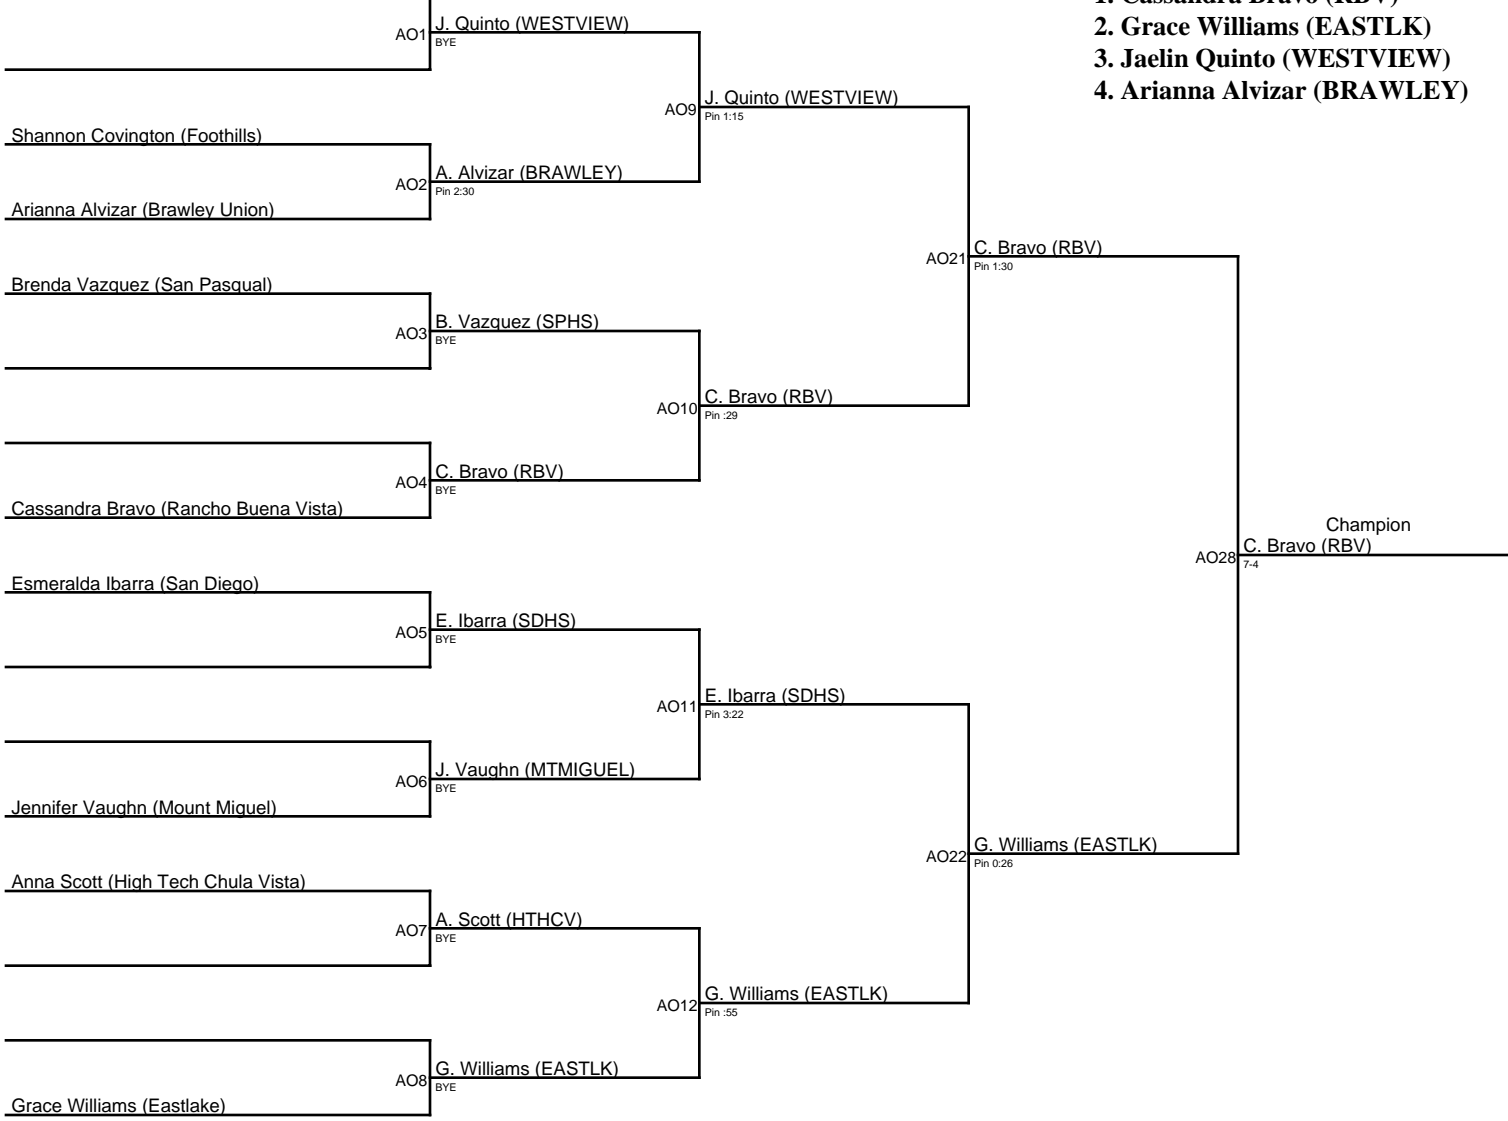 1. Cassandra Bravo (RBV)
2. Grace Williams (EASTLK)
3. Jaelin Quinto (WESTVIEW)
4. Arianna Alvizar (BRAWLEY)
AO1
J. Quinto (WESTVIEW)
BYE
AO9
J. Quinto (WESTVIEW)
Pin 1:15
Shannon Covington (Foothills)
AO2
A. Alvizar (BRAWLEY)
Pin 2:30
Arianna Alvizar (Brawley Union)
AO21
C. Bravo (RBV)
Pin 1:30
Brenda Vazquez (San Pasqual)
AO3
B. Vazquez (SPHS)
BYE
AO10
C. Bravo (RBV)
Pin :29
AO4
C. Bravo (RBV)
BYE
Cassandra Bravo (Rancho Buena Vista)
Champion
AO28
C. Bravo (RBV)
7-4
Esmeralda Ibarra (San Diego)
AO5
E. Ibarra (SDHS)
BYE
AO11
E. Ibarra (SDHS)
Pin 3:22
AO6
J. Vaughn (MTMIGUEL)
BYE
Jennifer Vaughn (Mount Miguel)
AO22
G. Williams (EASTLK)
Pin 0:26
Anna Scott (High Tech Chula Vista)
AO7
A. Scott (HTHCV)
BYE
AO12
G. Williams (EASTLK)
Pin :55
AO8
G. Williams (EASTLK)
BYE
Grace Williams (Eastlake)